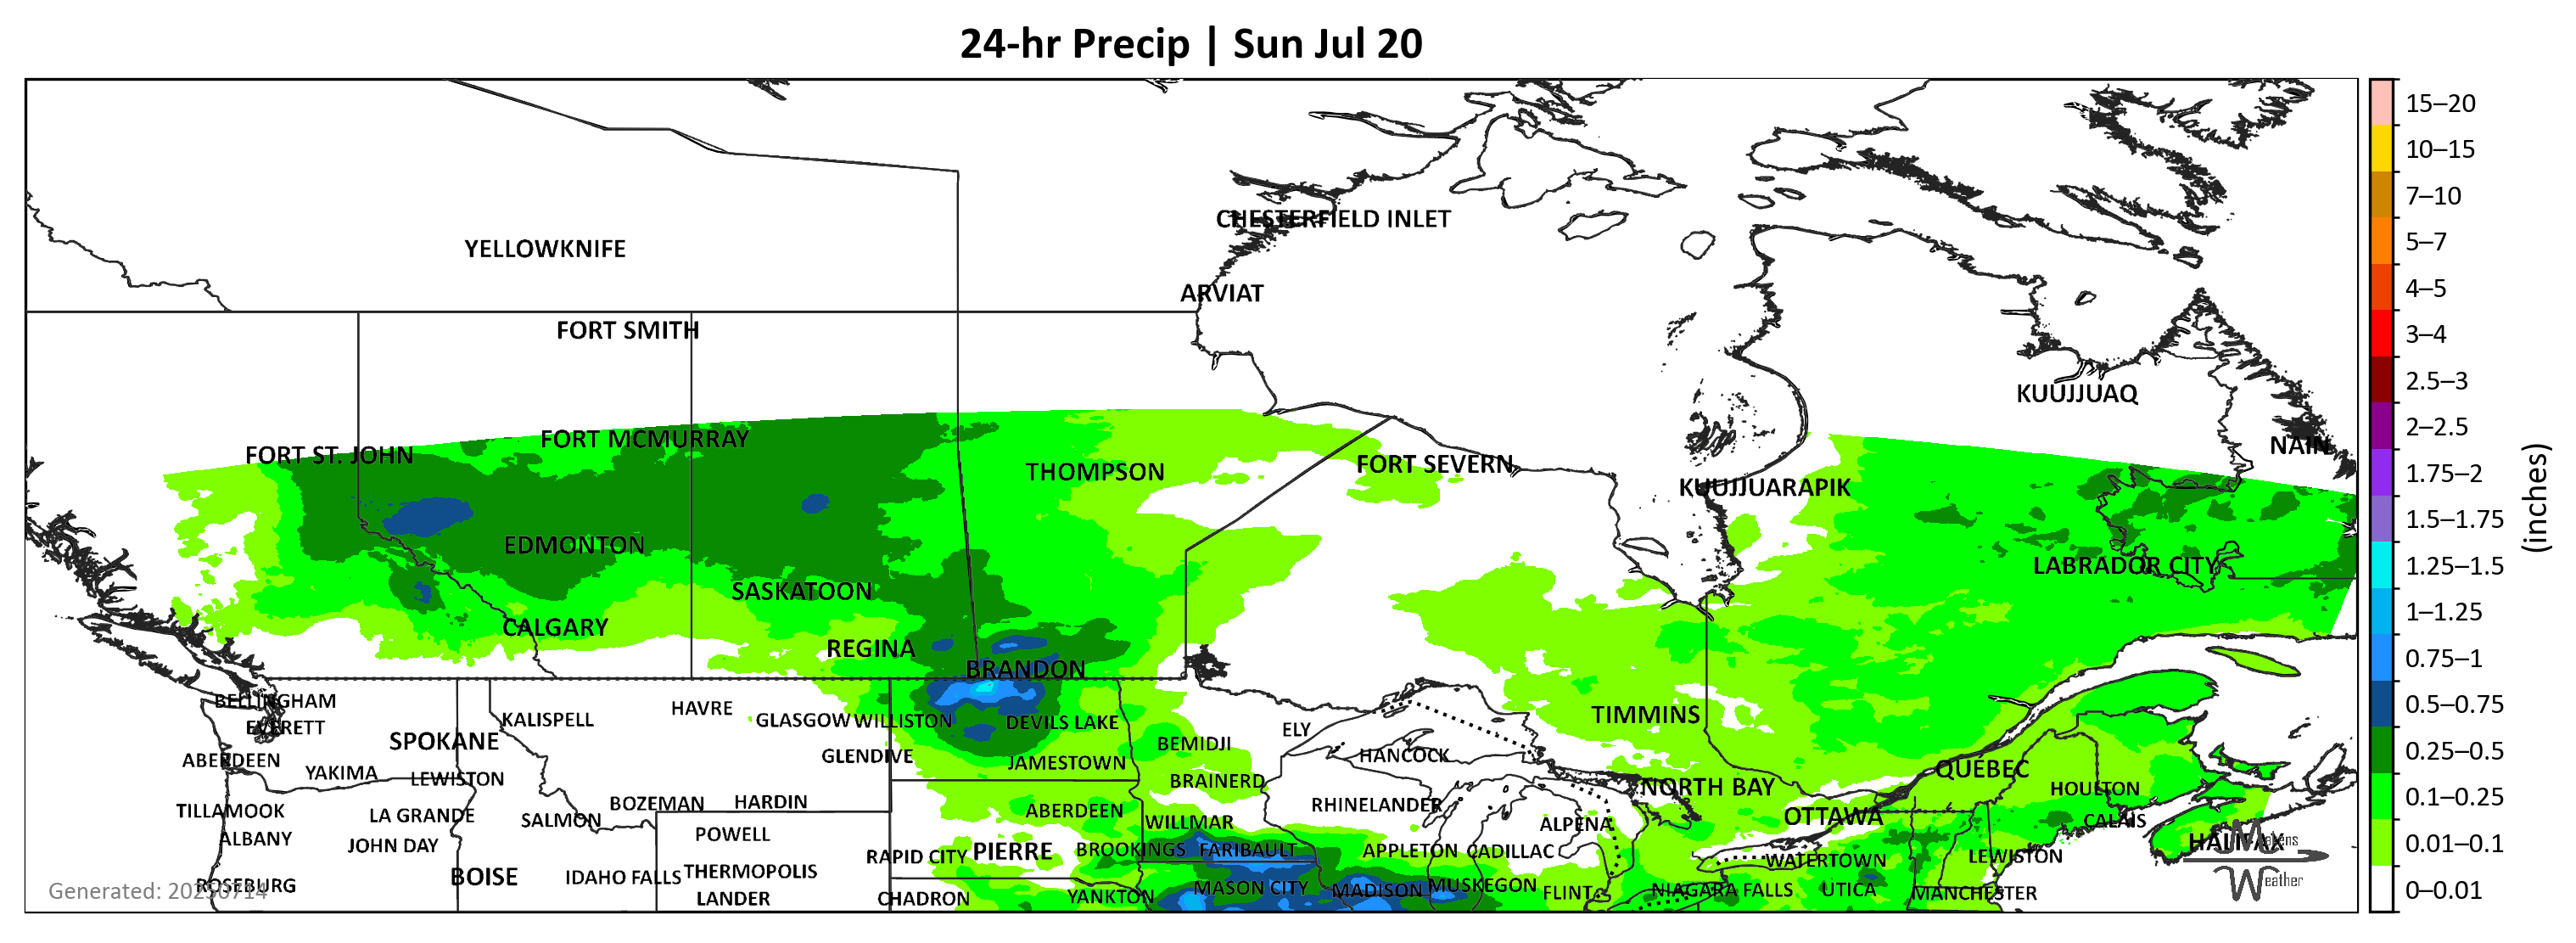 24-hr Precip | Sun Jul 20
15–20
10–15
7–10
5–7
4–5
3–4
2.5–3
2–2.5
1.75–2
1.5–1.75
1.25–1.5
1–1.25
0.75–1
0.5–0.75
0.25–0.5
0.1–0.25
0.01–0.1
0–0.01
(inches)
CHESTERFIELD INLET
YELLOWKNIFE
ARVIAT
FORT SMITH
KUUJJUAQ
FORT MCMURRAY
NAIN
FORT ST. JOHN
FORT SEVERN
THOMPSON
KUUJJUARAPIK
EDMONTON
LABRADOR CITY
SASKATOON
CALGARY
REGINA
BRANDON
BELLINGHAM
HAVRE
TIMMINS
KALISPELL
GLASGOW WILLISTON
DEVILS LAKE
EVERETT
ELY
SPOKANE
BEMIDJI
HANCOCK
GLENDIVE
ABERDEEN
JAMESTOWN
QUÉBEC
YAKIMA
LEWISTON
BRAINERD
NORTH BAY
HOULTON
BOZEMAN
HARDIN
RHINELANDER
TILLAMOOK
ABERDEEN
LA GRANDE
OTTAWA
SALMON
WILLMAR
CALAIS
ALPENA
POWELL
ALBANY
HALIFAX
JOHN DAY
BROOKINGS
FARIBAULT
APPLETON
CADILLAC
PIERRE
RAPID CITY
LEWISTON
WATERTOWN
THERMOPOLIS
BOISE
IDAHO FALLS
ROSEBURG
MUSKEGON
MASON CITY
MADISON
NIAGARA FALLS
UTICA
FLINT
MANCHESTER
YANKTON
LANDER
CHADRON
Generated: 20250714
Weather